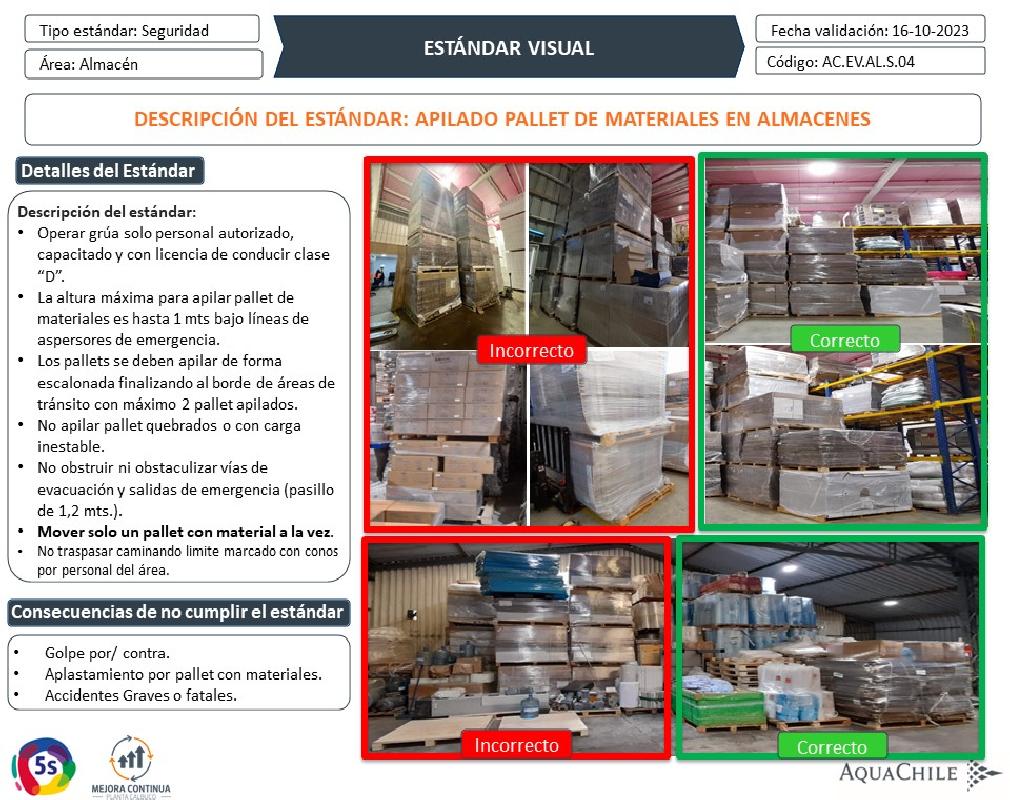 Tipo estándar: Seguridad
Área: Almacén
ESTÁNDAR VISUAL
Fecha validación: 16-10-2023
Código: AC.EV.AL.S.04
DESCRIPCIÓN DEL ESTÁNDAR: APILADO PALLET DE MATERIALES EN ALMACENES
Detalles del Estándar
Descripción del estándar:
• Operar grúa solo personal autorizado,
capacitado y con licencia de conducir clase
“D”.
• La altura máxima para apilar pallet de
materiales es hasta 1 mts bajo líneas de
aspersores de emergencia.
• Los pallets se deben apilar de forma
escalonada finalizando al borde de áreas de
tránsito con máximo 2 pallet apilados.
• No apilar pallet quebrados o con carga
inestable.
• No obstruir ni obstaculizar vías de
evacuación y salidas de emergencia (pasillo
de 1,2 mts.).
• Mover solo un pallet con material a la vez.
• No traspasar caminando limite marcado con conos
por personal del área.
Consecuencias de no cumplir el estándar
• Golpe por/ contra.
• Aplastamiento por pallet con materiales.
• Accidentes Graves o fatales.
Incorrecto
Correcto
Incorrecto
Correcto
5s
MEJORA CONTINUA
PLANTA CALBUCO
AQUACHILE